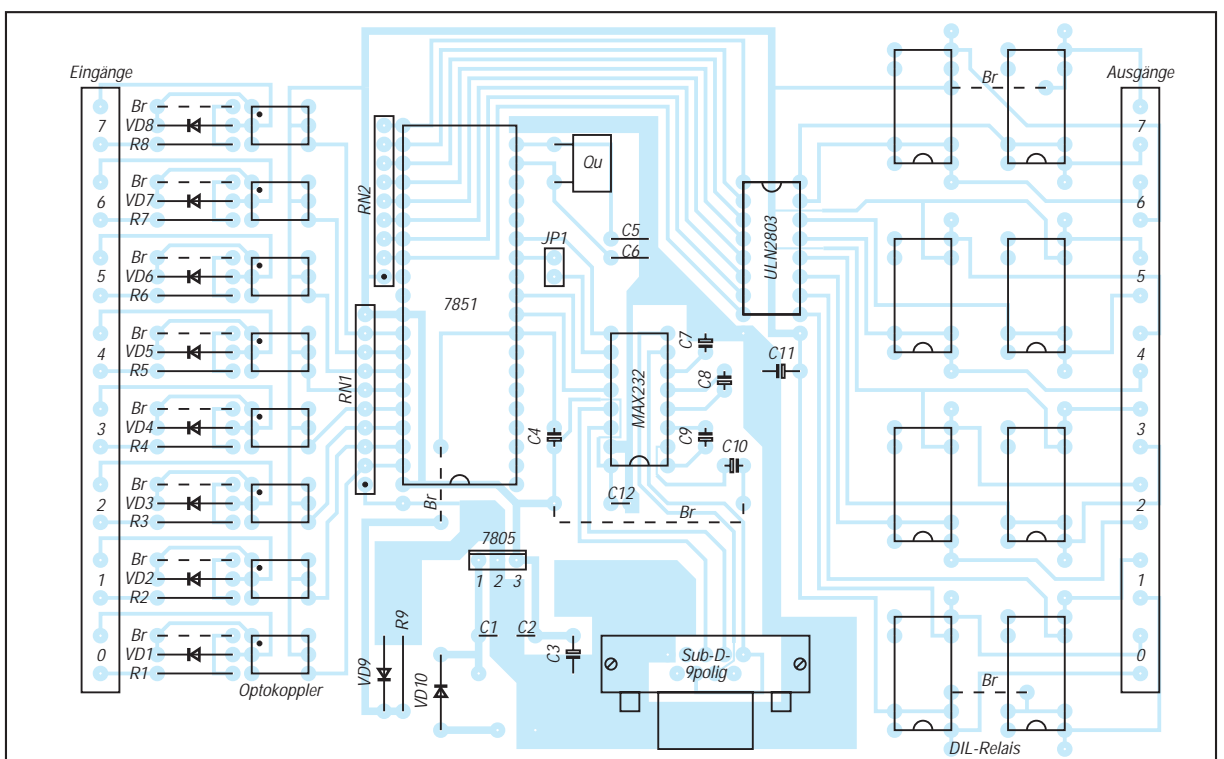 Eingänge
Br
7 VD8
R8
Br
6 VD7
R7
Br
5 VD6
R6
Br
4 VD5
R5
Br
3 VD4
R4
Br
2 VD3
R3
Br
1 VD2
R2
Br
0 VD1
R1
Optokoppler
RN2
RN1
7851
Qu
JP1
C5
C6
MAX232
C7
C8
C9
C10
C4
C12
C11
Br
Br
7805
1 2 3
C1
C2
C3
R9
VD9
VD10
Sub-D-
9polig
ULN2803
Br
Br
DIL-Relais
Ausgänge
7
6
5
4
3
2
1
0